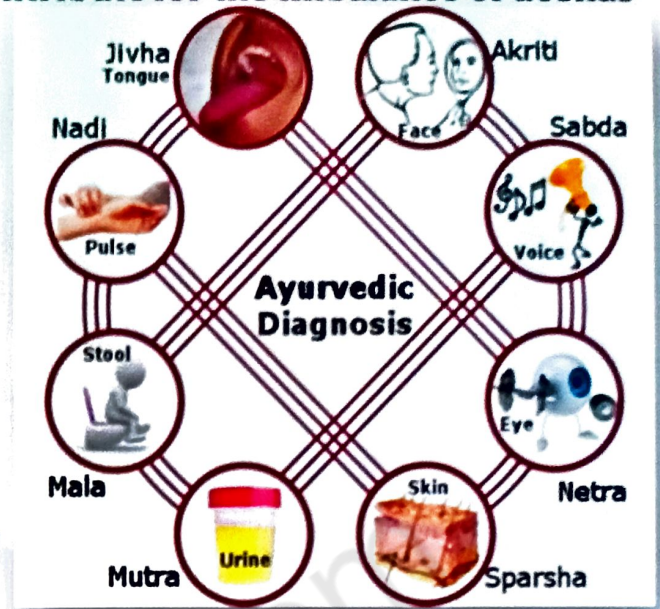 Jivha
Tongue
Akriti
Face
Nadi
Pulse
Sabda
Voice
Ayurvedic
Diagnosis
Stool
Mala
Eye
Netra
Urine
Mutra
Skin
Sparsha